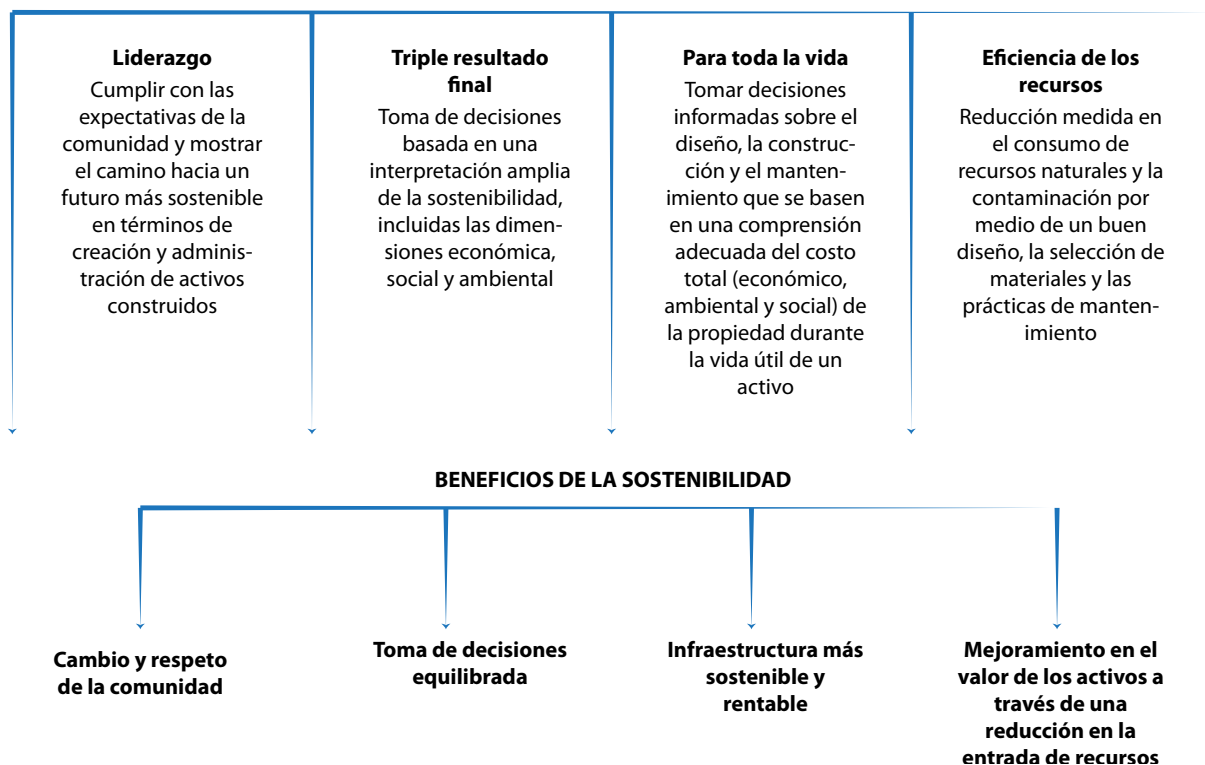 Liderazgo
Cumplir con las
expectativas de la
comunidad y mostrar
el camino hacia un
futuro más sostenible
en términos de
creación y adminis-
tración de activos
construidos
Triple resultado
final
Toma de decisiones
basada en una
interpretación amplia
de la sostenibilidad,
incluidas las dimen-
siones económica,
social y ambiental
Para toda la vida
Tomar decisiones
informadas sobre el
diseño, la construc-
ción y el manten-
imiento que se basen
en una comprensión
adecuada del costo
total (económico,
ambiental y social) de
la propiedad durante
la vida útil de un
activo
Eficiencia de los
recursos
Reducción medida en
el consumo de
recursos naturales y la
contaminación por
medio de un buen
diseño, la selección de
materiales y las
prácticas de manten-
imiento
BENEFICIOS DE LA SOSTENIBILIDAD
Cambio y respeto
de la comunidad
Toma de decisiones
equilibrada
Infraestructura más
sostenible y
rentable
Mejoramiento en el
valor de los activos a
través de una
reducción en la
entrada de recursos